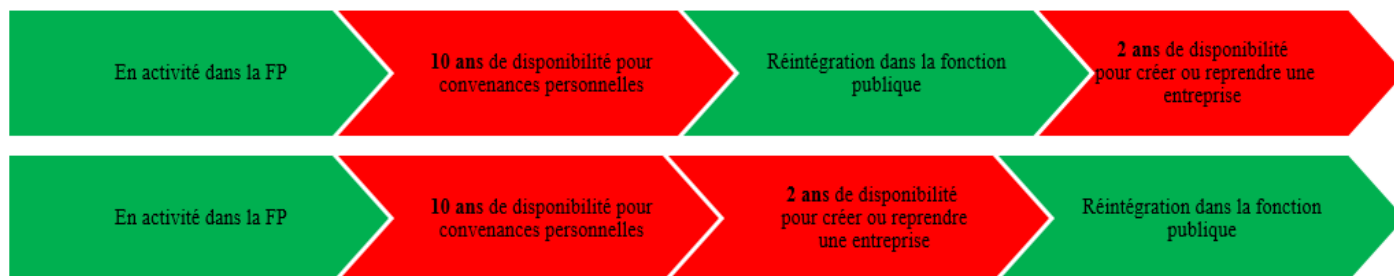 En activité dans la FP
10 ans de disponibilité pour
convenances personnelles
Réintégration dans la fonction
publique
2 ans de disponibilité
pour créer ou reprendre une
entreprise
En activité dans la FP
10 ans de disponibilité pour
convenances personnelles
2 ans de disponibilité
pour créer ou reprendre
une entreprise
Réintégration dans la fonction
publique